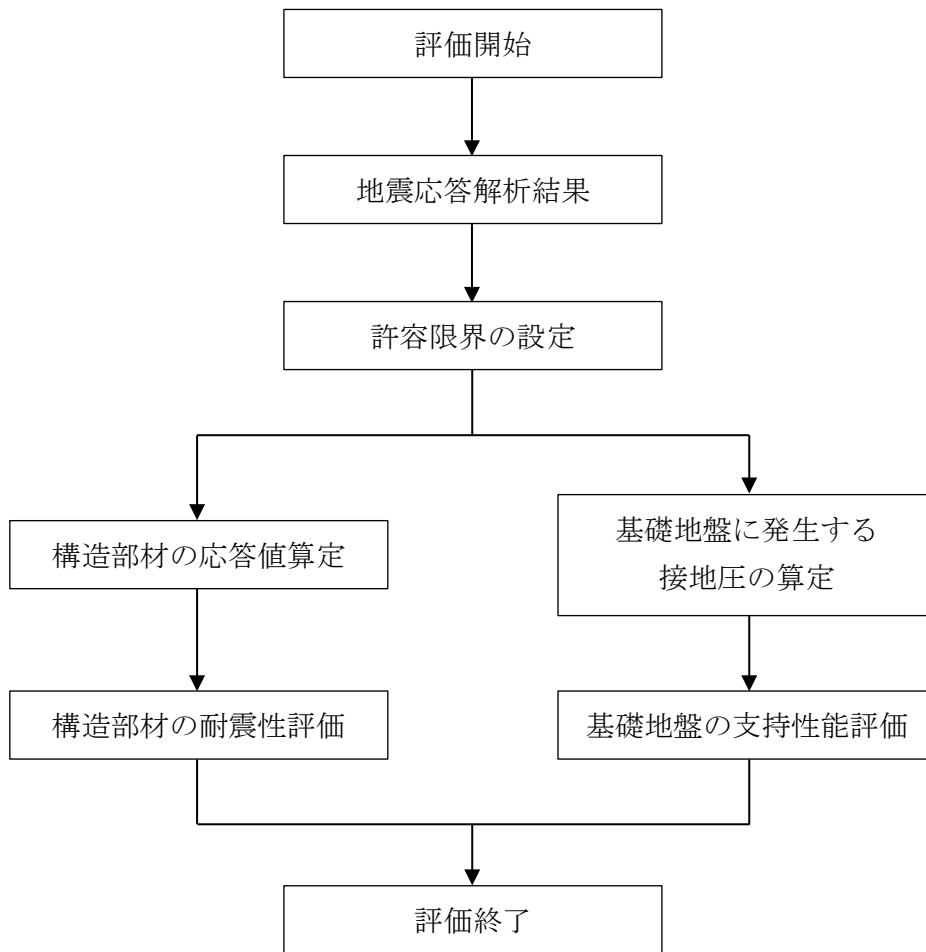 評価開始
地震応答解析結果
許容限界の設定
構造部材の応答値算定
基礎地盤に発生する
接地圧の算定
構造部材の耐震性評価
基礎地盤の支持性能評価
評価終了